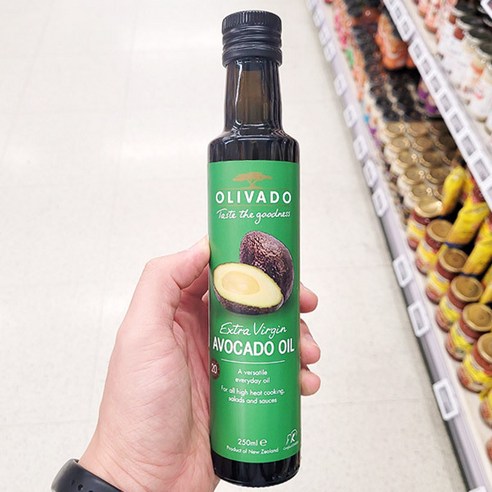 OLIVADO
Taste the goodness
Extra Virgin
AVOCADO OIL
20
A versatile
everyday oil
For all high heat cooking,
salads and sauces
250ml e
Product of New Zealand